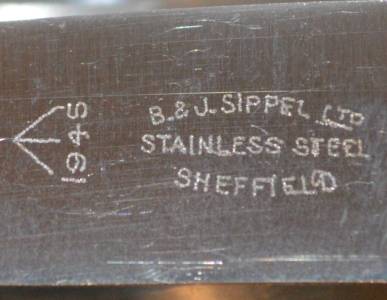 1945
B. & J. SIPPEL LTD
STAINLESS STEEL
SHEFFIELD